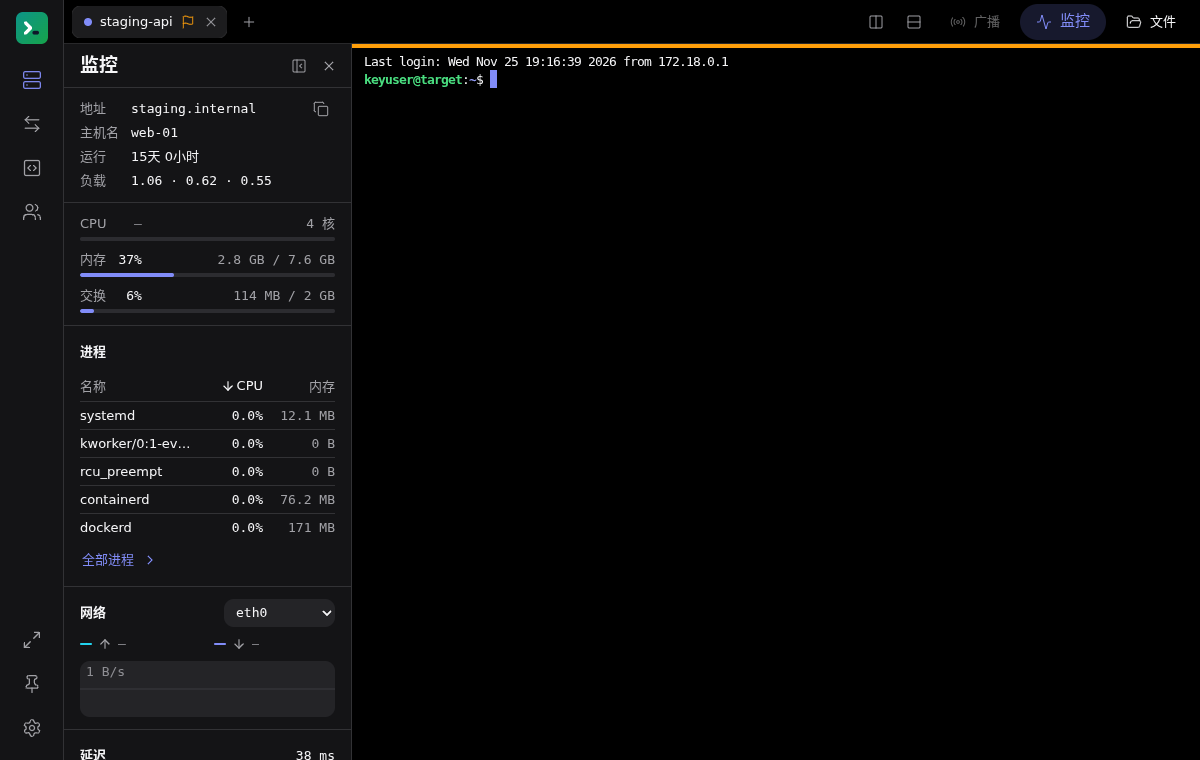 staging-api
广播
监控
文件
监控
地址 staging.internal
主机名 web-01
运行 15天 0小时
负载 1.06 · 0.62 · 0.55
CPU — 4 核
内存 37% 2.8 GB / 7.6 GB
交换 6% 114 MB / 2 GB
进程
名称 ↓ CPU 内存
systemd 0.0% 12.1 MB
kworker/0:1-ev… 0.0% 0 B
rcu_preempt 0.0% 0 B
containerd 0.0% 76.2 MB
dockerd 0.0% 171 MB
全部进程
网络 eth0
↑ — ↓ —
1 B/s
延迟 38 ms
Last login: Wed Nov 25 19:16:39 2026 from 172.18.0.1
keyuser@target:~$